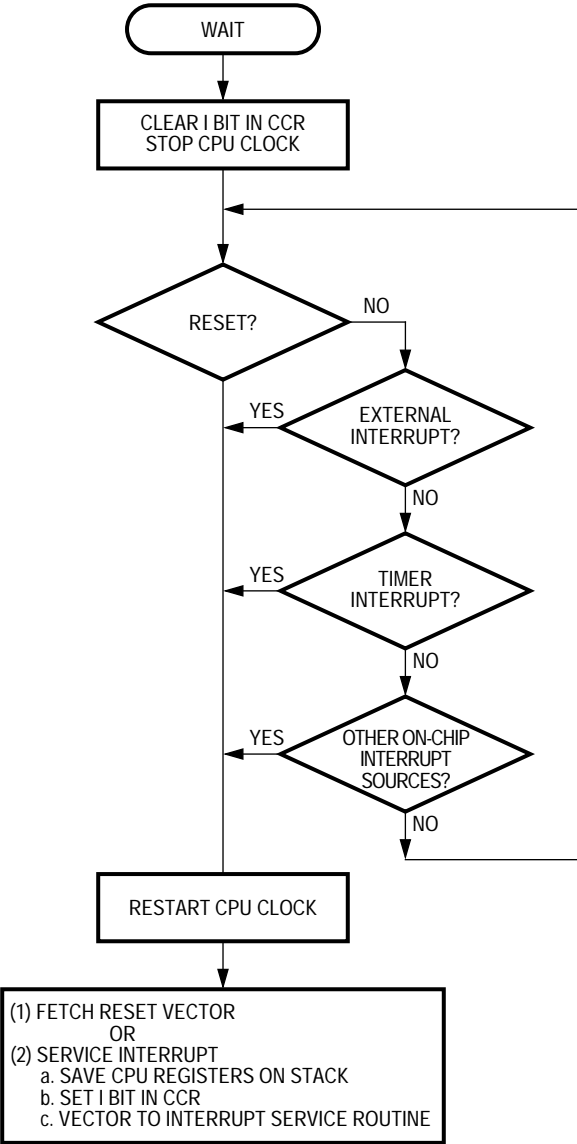 WAIT
CLEAR I BIT IN CCR
STOP CPU CLOCK
RESET?
NO
YES
EXTERNAL
INTERRUPT?
NO
YES
TIMER
INTERRUPT?
NO
YES
OTHER ON-CHIP
INTERRUPT
SOURCES?
NO
RESTART CPU CLOCK
(1) FETCH RESET VECTOR
OR
(2) SERVICE INTERRUPT
a. SAVE CPU REGISTERS ON STACK
b. SET I BIT IN CCR
c. VECTOR TO INTERRUPT SERVICE ROUTINE